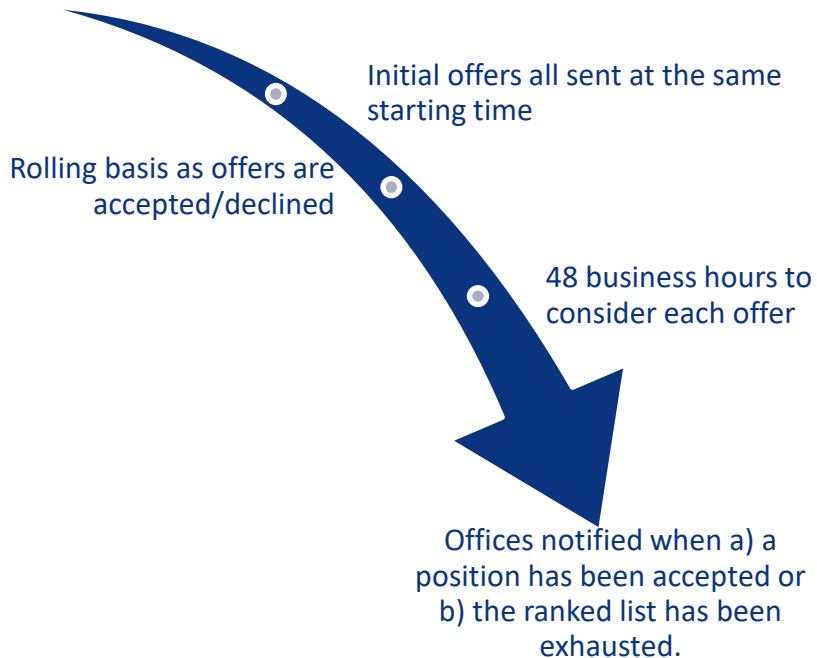 Initial offers all sent at the same
starting time
Rolling basis as offers are
accepted/declined
48 business hours to
consider each offer
Offices notified when a) a
position has been accepted or
b) the ranked list has been
exhausted.